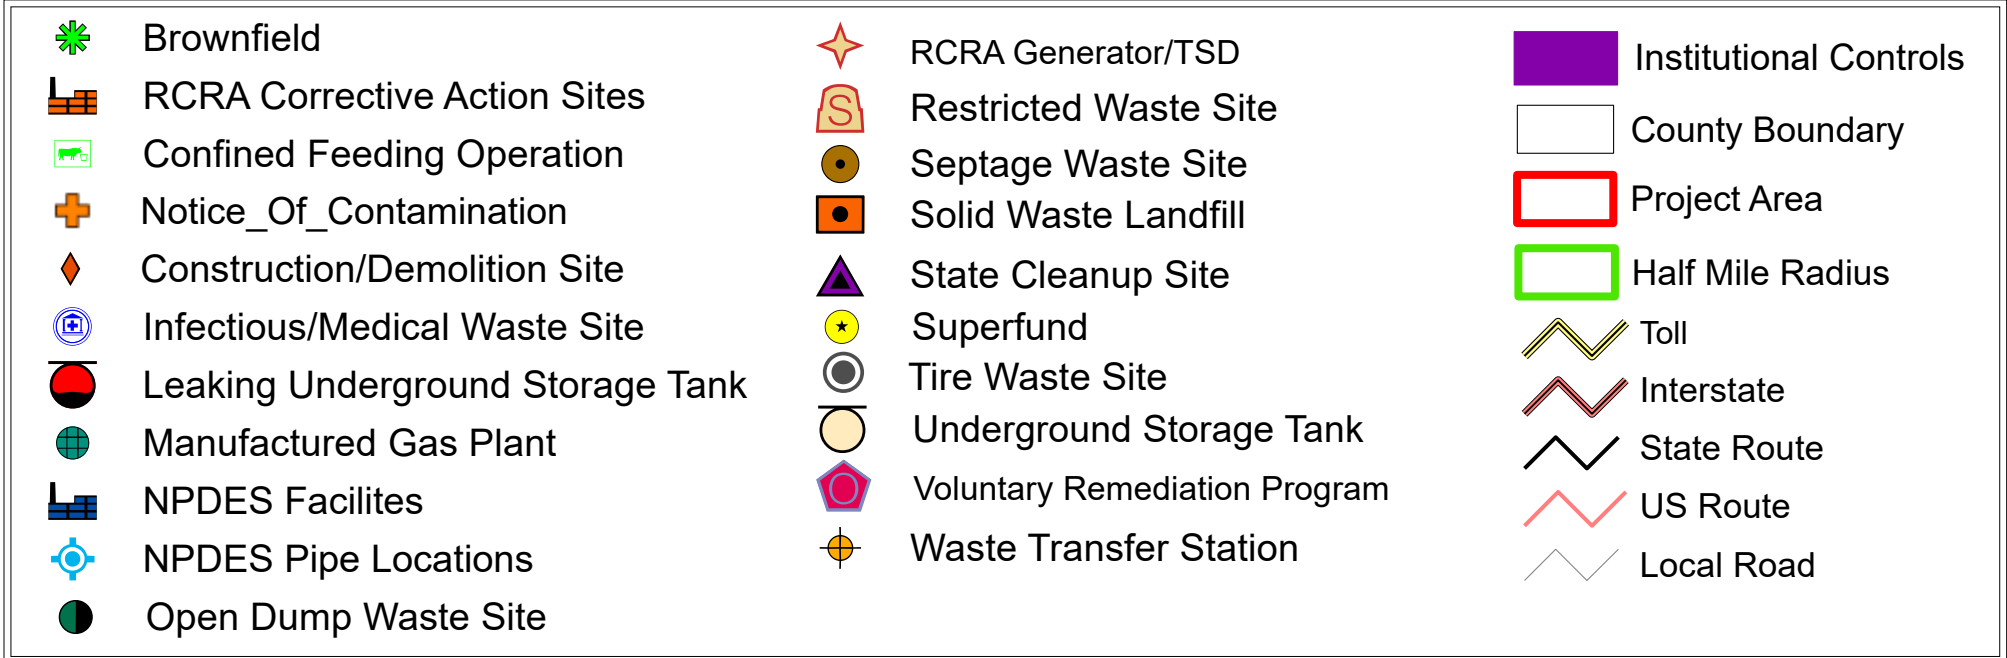 Brownfield
RCRA Corrective Action Sites
Confined Feeding Operation
Notice_Of_Contamination
Construction/Demolition Site
Infectious/Medical Waste Site
Leaking Underground Storage Tank
Manufactured Gas Plant
NPDES Facilites
NPDES Pipe Locations
Open Dump Waste Site
RCRA Generator/TSD
S
Restricted Waste Site
Septage Waste Site
Solid Waste Landfill
State Cleanup Site
Superfund
Tire Waste Site
Underground Storage Tank
O
Voluntary Remediation Program
Waste Transfer Station
Institutional Controls
County Boundary
Project Area
Half Mile Radius
Toll
Interstate
State Route
US Route
Local Road